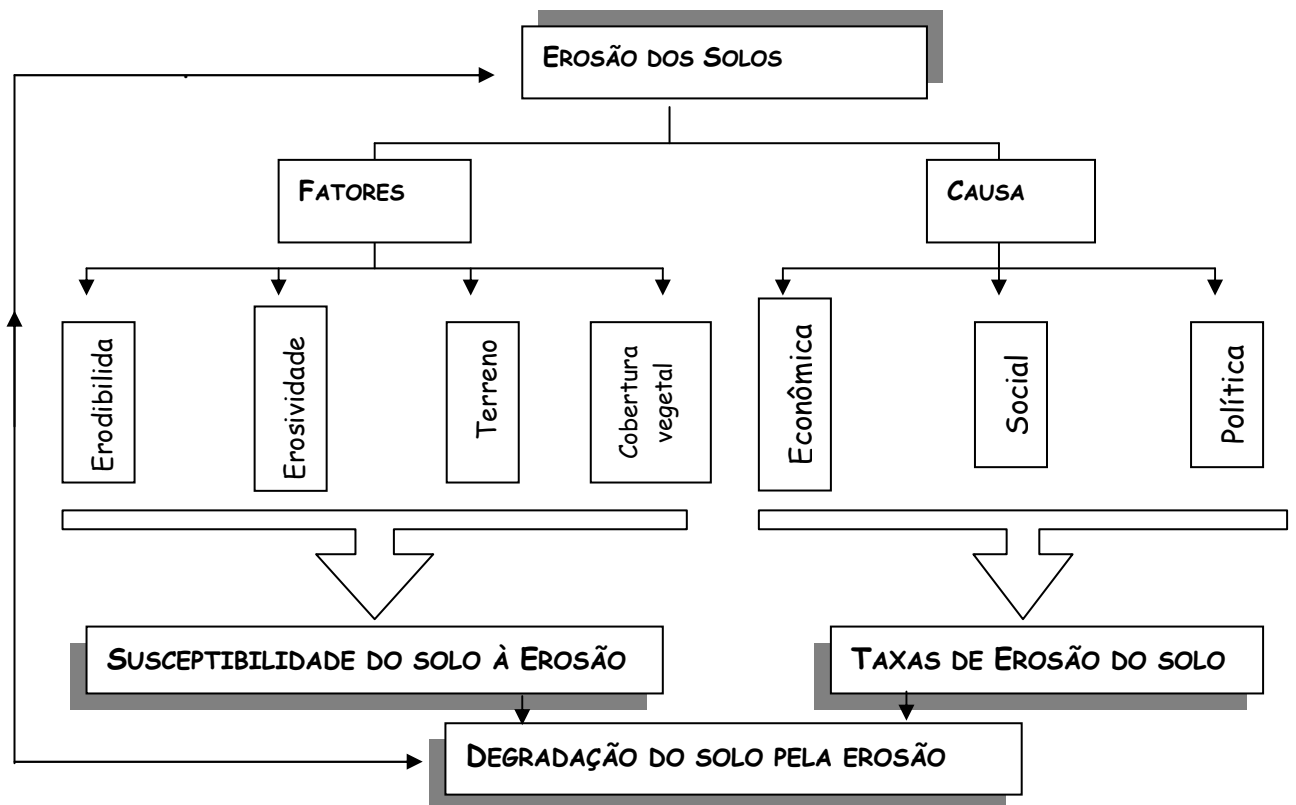 EROSÃO DOS SOLOS
FATORES
CAUSA
Erodibilida
Erosividade
Terreno
Cobertura
vegetal
Econômica
Social
Política
SUSCEPTIBILIDADE DO SOLO À EROSÃO
TAXAS DE EROSÃO DO SOLO
DEGRADAÇÃO DO SOLO PELA EROSÃO